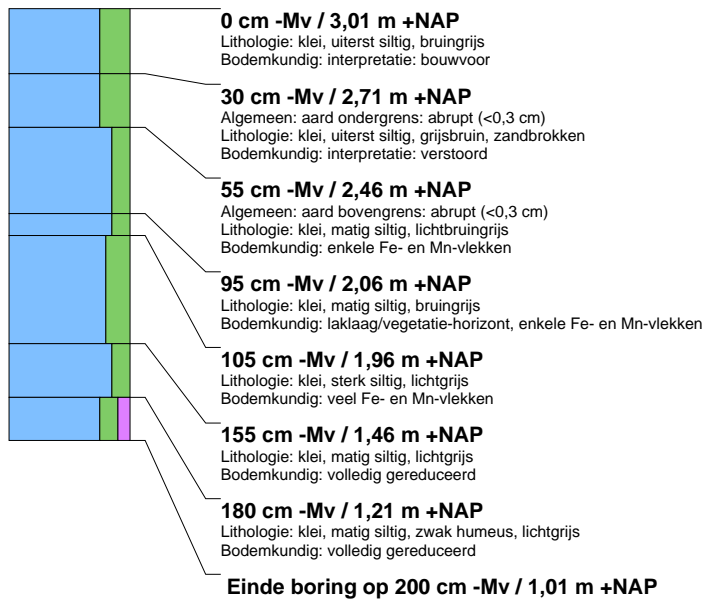 0 cm -Mv / 3,01 m +NAP
Lithologie: klei, uiterst siltig, bruingrijs
Bodemkundig: interpretatie: bouwvoor
30 cm -Mv / 2,71 m +NAP
Algemeen: aard ondergrens: abrupt (<0,3 cm)
Lithologie: klei, uiterst siltig, grijsbruin, zandbrokken
Bodemkundig: interpretatie: verstoord
55 cm -Mv / 2,46 m +NAP
Algemeen: aard bovengrens: abrupt (<0,3 cm)
Lithologie: klei, matig siltig, lichtbruingrijs
Bodemkundig: enkele Fe- en Mn-vlekken
95 cm -Mv / 2,06 m +NAP
Lithologie: klei, matig siltig, bruingrijs
Bodemkundig: laklaag/vegetatie-horizont, enkele Fe- en Mn-vlekken
105 cm -Mv / 1,96 m +NAP
Lithologie: klei, sterk siltig, lichtgrijs
Bodemkundig: veel Fe- en Mn-vlekken
155 cm -Mv / 1,46 m +NAP
Lithologie: klei, matig siltig, lichtgrijs
Bodemkundig: volledig gereduceerd
180 cm -Mv / 1,21 m +NAP
Lithologie: klei, matig siltig, zwak humeus, lichtgrijs
Bodemkundig: volledig gereduceerd
Einde boring op 200 cm -Mv / 1,01 m +NAP